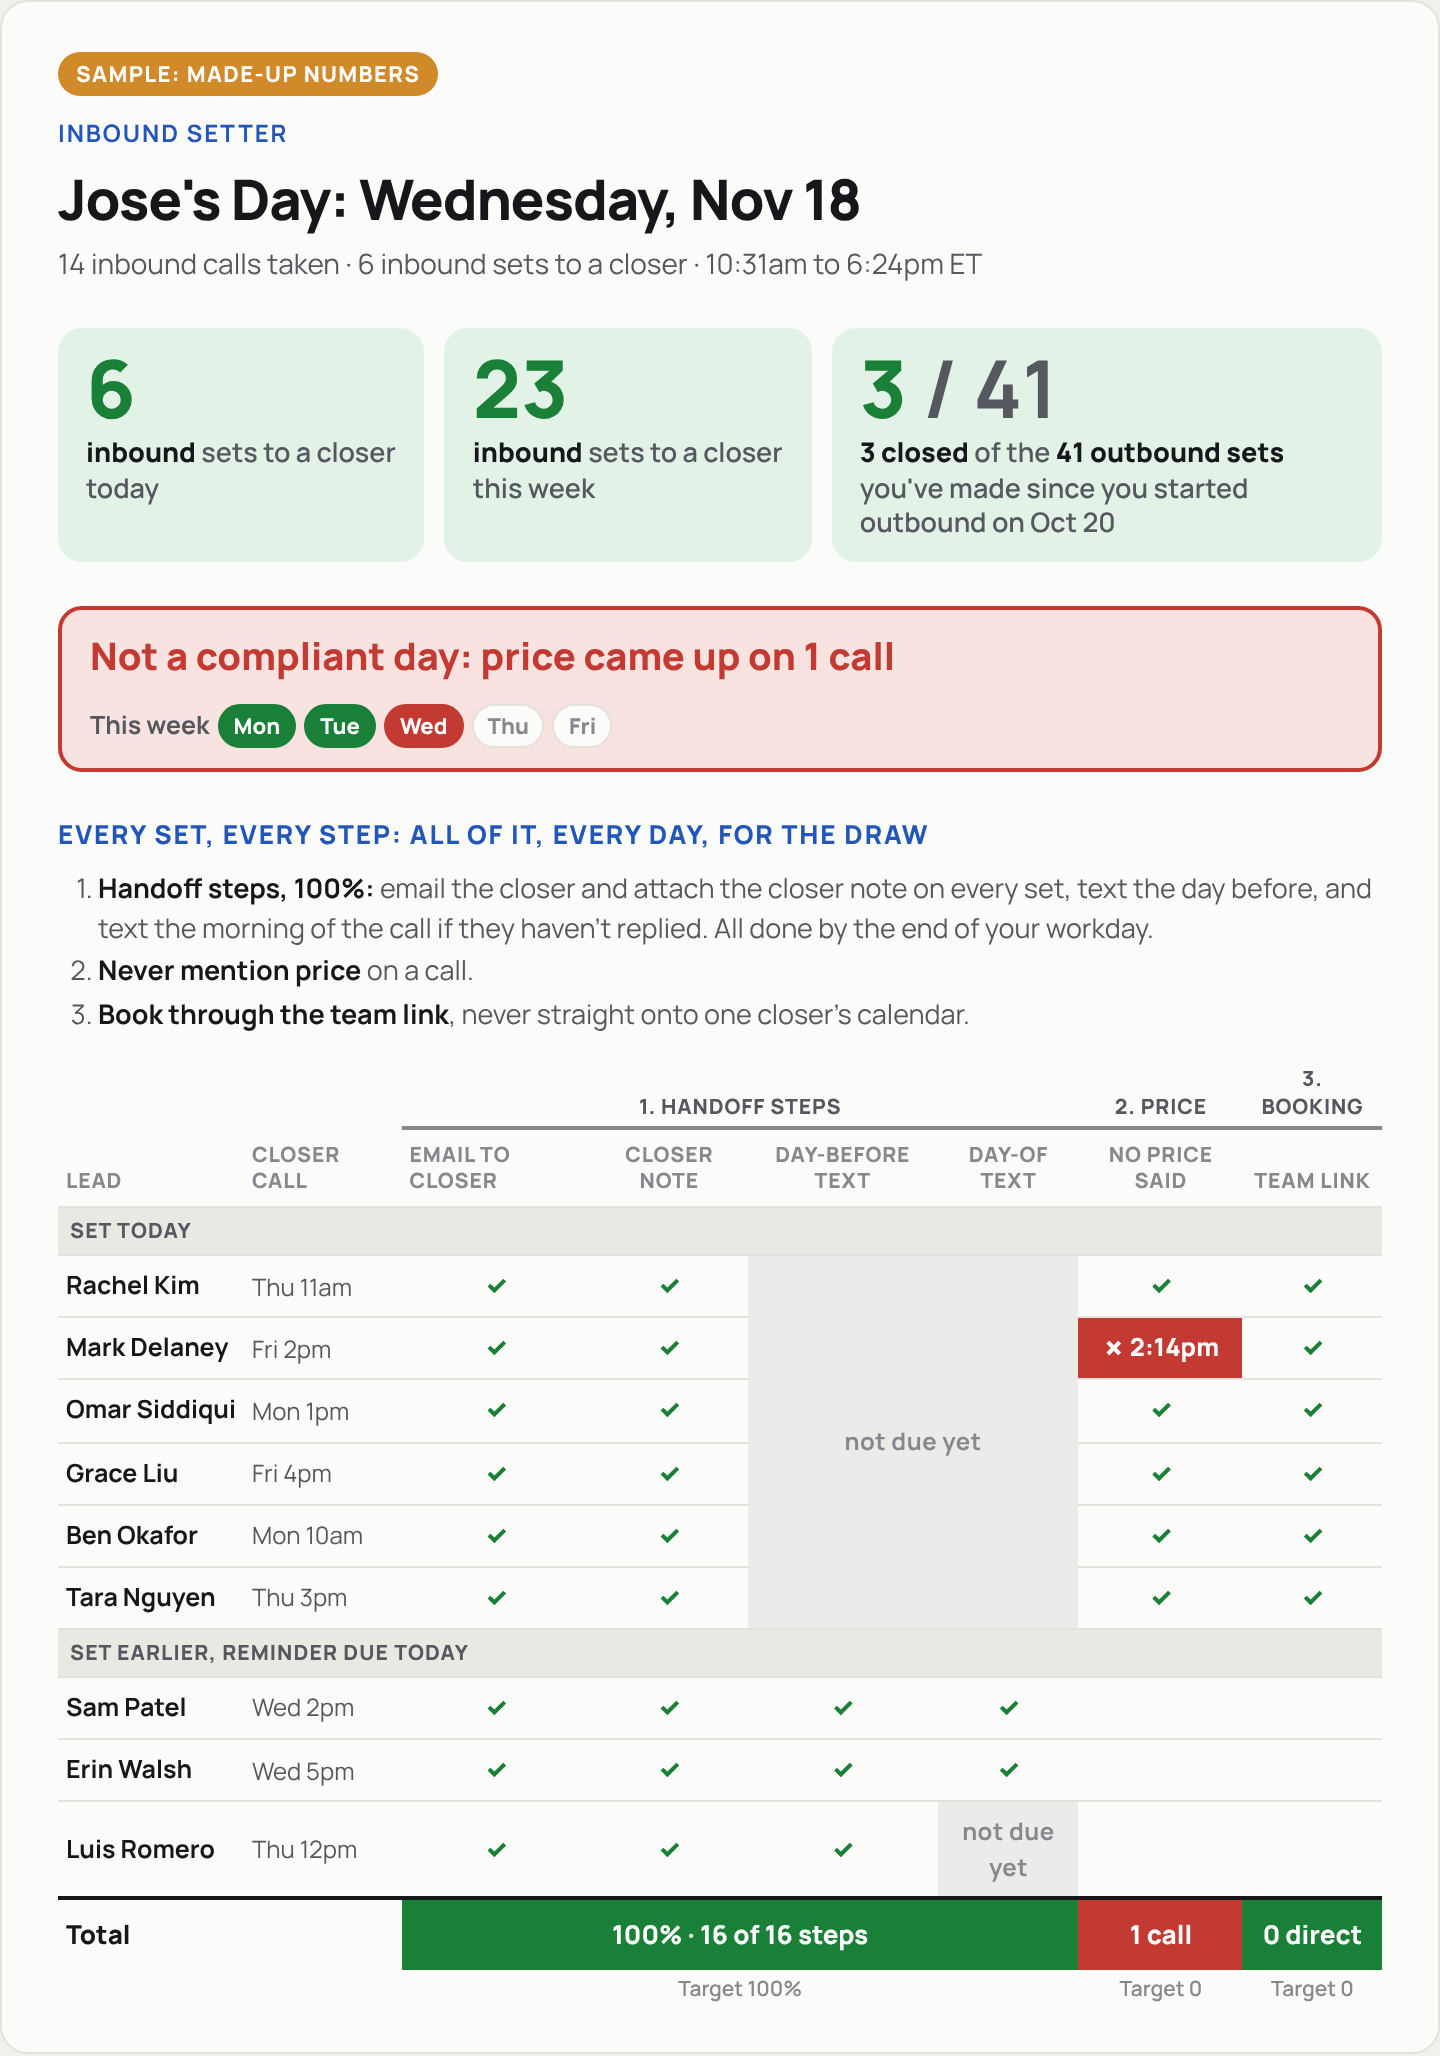 SAMPLE: MADE-UP NUMBERS
INBOUND SETTER
Jose's Day: Wednesday, Nov 18
14 inbound calls taken · 6 inbound sets to a closer · 10:31am to 6:24pm ET
6
inbound sets to a closer
today
23
inbound sets to a closer
this week
3 / 41
3 closed of the 41 outbound sets
you've made since you started
outbound on Oct 20
Not a compliant day: price came up on 1 call
This week Mon Tue Wed Thu Fri
EVERY SET, EVERY STEP: ALL OF IT, EVERY DAY, FOR THE DRAW
1. Handoff steps, 100%: email the closer and attach the closer note on every set, text the day before, and
text the morning of the call if they haven’t replied. All done by the end of your workday.
2. Never mention price on a call.
3. Book through the team link, never straight onto one closer’s calendar.
1. HANDOFF STEPS 2. PRICE 3. BOOKING
LEAD CLOSER CALL EMAIL TO CLOSER CLOSER NOTE DAY-BEFORE TEXT DAY-OF TEXT NO PRICE SAID TEAM LINK
SET TODAY
Rachel Kim Thu 11am ✓ ✓ ✓ ✓
Mark Delaney Fri 2pm ✓ ✓ × 2:14pm ✓
Omar Siddiqui Mon 1pm ✓ ✓ ✓ ✓
not due yet
Grace Liu Fri 4pm ✓ ✓ ✓ ✓
Ben Okafor Mon 10am ✓ ✓ ✓ ✓
Tara Nguyen Thu 3pm ✓ ✓ ✓ ✓
SET EARLIER, REMINDER DUE TODAY
Sam Patel Wed 2pm ✓ ✓ ✓ ✓
Erin Walsh Wed 5pm ✓ ✓ ✓ ✓
Luis Romero Thu 12pm ✓ ✓ ✓ not due yet
Total 100% · 16 of 16 steps 1 call 0 direct
Target 100% Target 0 Target 0